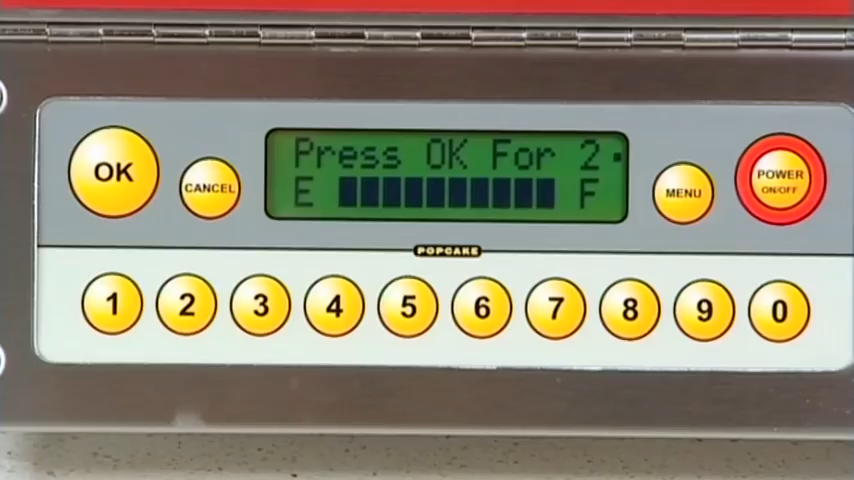 OK
CANCEL
Press OK For 2
E F
MENU
POWER
ON/OFF
POPCAKE
1 2 3 4 5 6 7 8 9 0